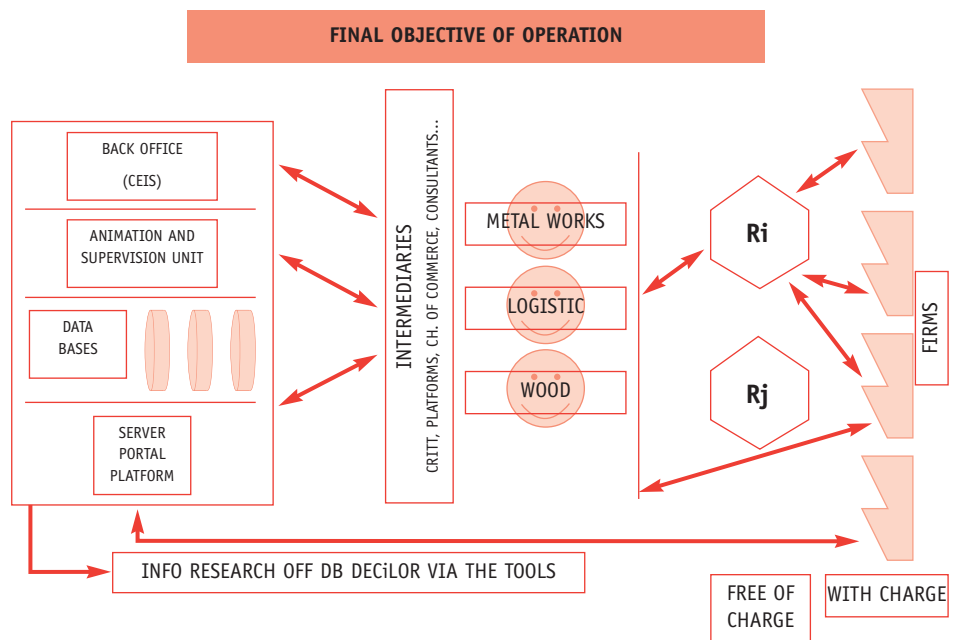 FINAL OBJECTIVE OF OPERATION
BACK OFFICE
(CEIS)
ANIMATION AND
SUPERVISION UNIT
DATA
BASES
SERVER
PORTAL
PLATFORM
INTERMEDIARIES
CRITT, PLATFORMS, CH. OF COMMERCE, CONSULTANTS...
METAL WORKS
LOGISTIC
WOOD
Ri
Rj
FIRMS
INFO RESEARCH OFF DB DECiLOR VIA THE TOOLS
FREE OF
CHARGE
WITH CHARGE